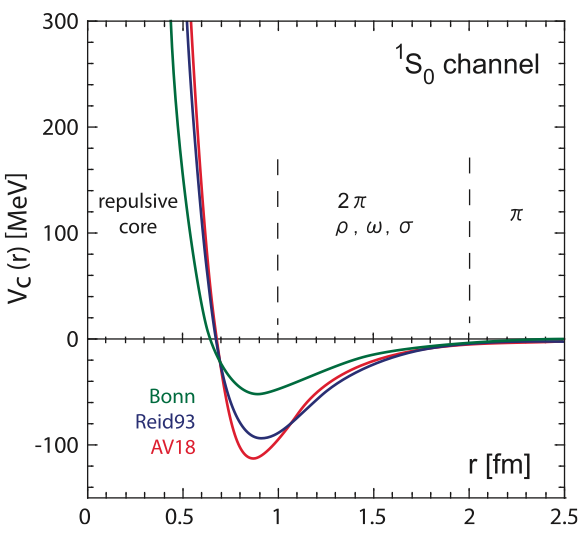 300
200
100
0
-100
V_C (r) [MeV]
¹S₀ channel
repulsive
core
2π
ρ , ω , σ
π
Bonn
Reid93
AV18
r [fm]
0
0.5
1
1.5
2
2.5